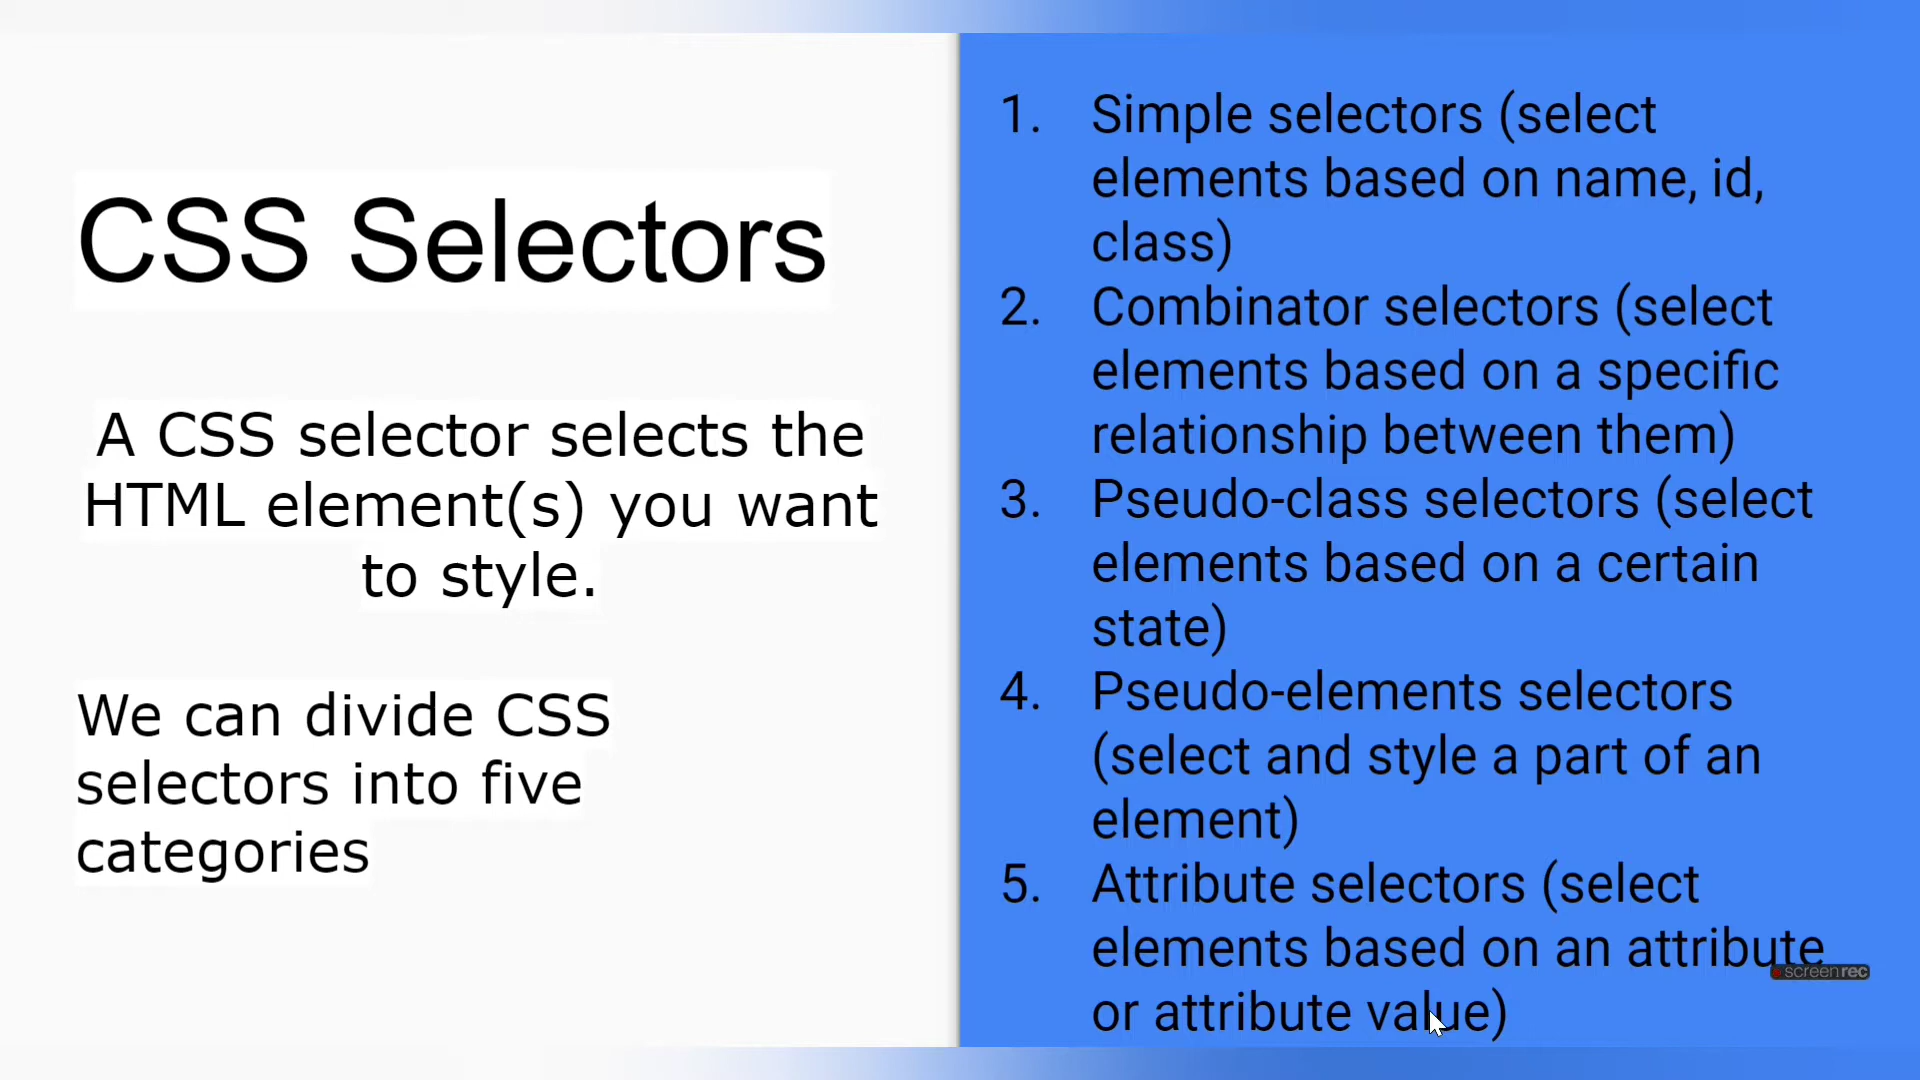 CSS Selectors
A CSS selector selects the
HTML element(s) you want
to style.
We can divide CSS
selectors into five
categories
1. Simple selectors (select
elements based on name, id,
class)
2. Combinator selectors (select
elements based on a specific
relationship between them)
3. Pseudo-class selectors (select
elements based on a certain
state)
4. Pseudo-elements selectors
(select and style a part of an
element)
5. Attribute selectors (select
elements based on an attribute
or attribute value)
screenrec